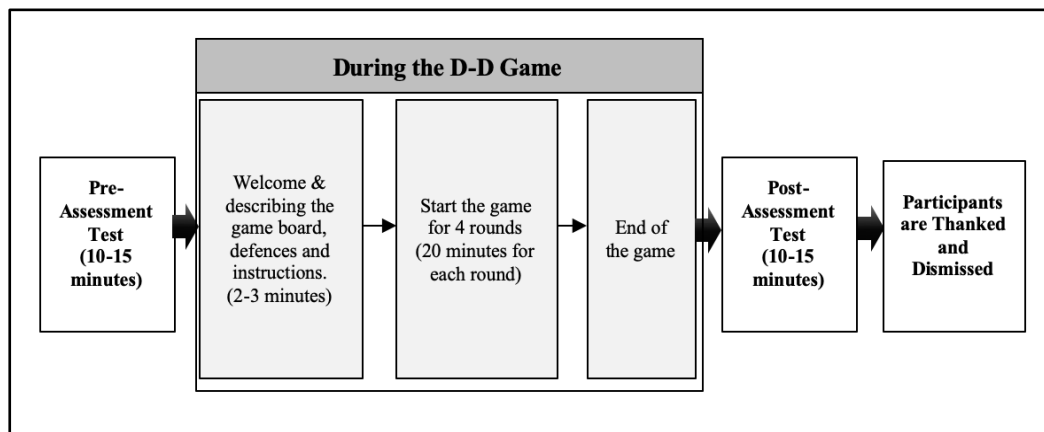 During the D-D Game
Pre-
Assessment
Test
(10-15
minutes)
Welcome &
describing the
game board,
defences and
instructions.
(2-3 minutes)
Start the game
for 4 rounds
(20 minutes for
each round)
End of
the game
Post-
Assessment
Test
(10-15
minutes)
Participants
are Thanked
and
Dismissed